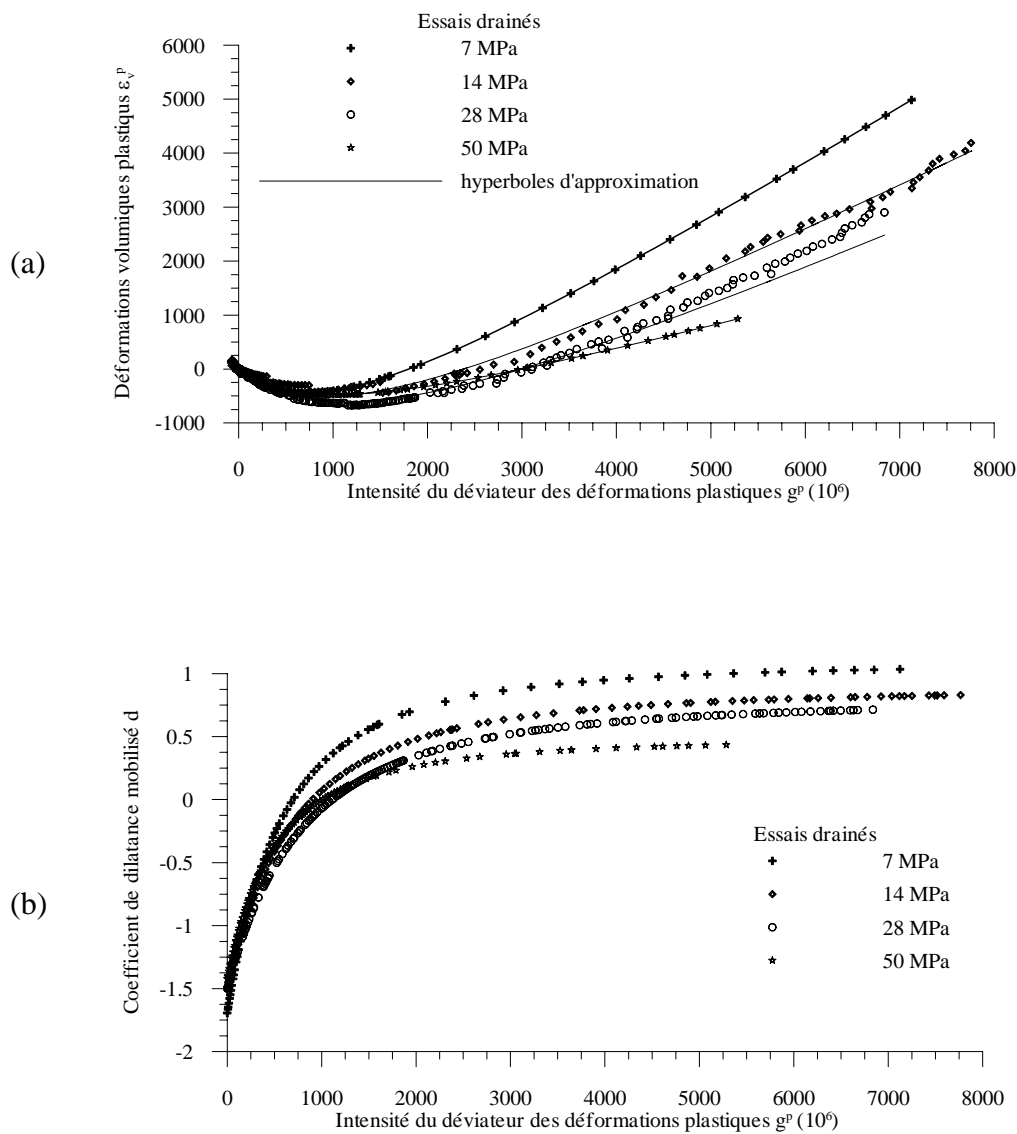 (a)
Déformations volumiques plastiqus εᵥᵖ
Essais drainés
7 MPa
14 MPa
28 MPa
50 MPa
hyperboles d'approximation
6000
5000
4000
3000
2000
1000
0
-1000
0 1000 2000 3000 4000 5000 6000 7000 8000
Intensité du déviateur des déformations plastiques gᵖ (10⁶)
(b)
Coefficient de dilatance mobilisé d
1
0.5
0
-0.5
-1
-1.5
-2
Essais drainés
7 MPa
14 MPa
28 MPa
50 MPa
0 1000 2000 3000 4000 5000 6000 7000 8000
Intensité du déviateur des déformations plastiques gᵖ (10⁶)